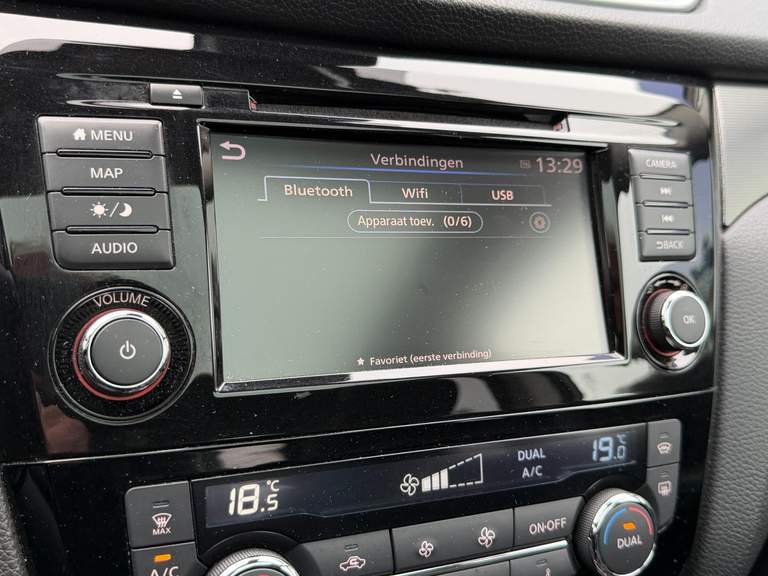 MENU
MAP
AUDIO
VOLUME
Verbindingen
13:29
Bluetooth
Wifi
USB
Apparaat toev. (0/6)
★ Favoriet (eerste verbinding)
CAMERA
BACK
OK
18.5 °C
DUAL
A/C
19.0 °C
MAX
A/C
ON·OFF
DUAL